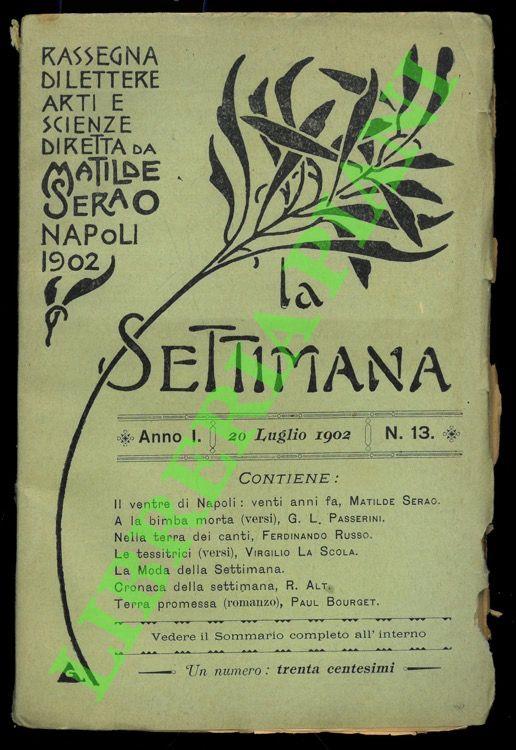 RASSEGNA
DI LETTERE
ARTI E
SCIENZE
DIRETTA DA
MATILDE
SERAO
NAPOLI
1902
la
SETTIMANA
Anno I. 20 Luglio 1902 N. 13.
CONTIENE:
Il ventre di Napoli: venti anni fa, MATILDE SERAO.
A la bimba morta (versi), G. L. PASSERINI.
Nella terra dei canti, FERDINANDO RUSSO.
Le tessitrici (versi), VIRGILIO LA SCOLA.
La Moda della Settimana.
Cronaca della settimana, R. ALT.
Terra promessa (romanzo), PAUL BOURGET.
Vedere il Sommario completo all' interno
Un numero: trenta centesimi
LIBRERIA PIANI